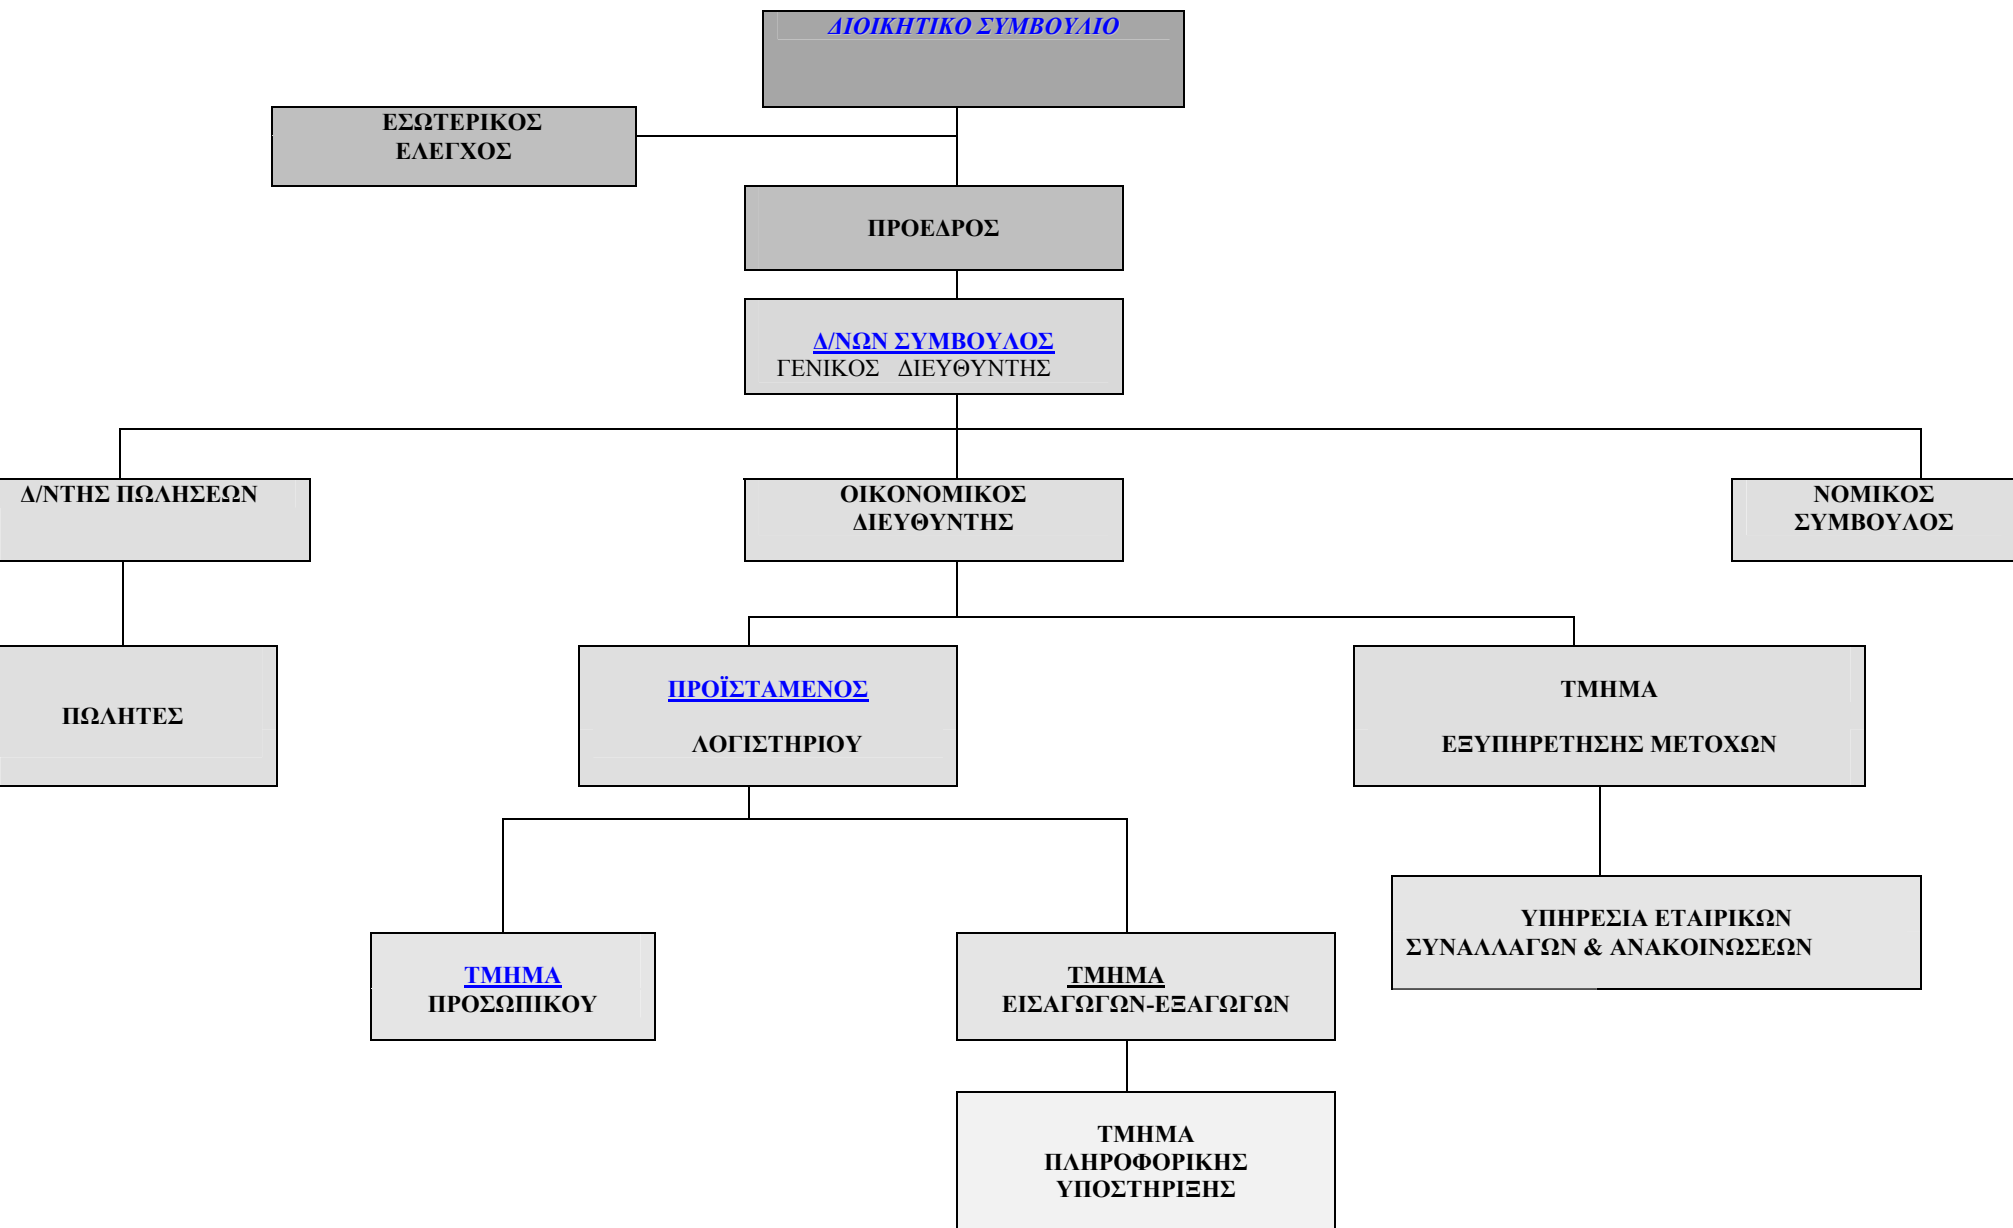 ΔΙΟΙΚΗΤΙΚΟ ΣΥΜΒΟΥΛΙΟ
ΕΣΩΤΕΡΙΚΟΣ
ΕΛΕΓΧΟΣ
ΠΡΟΕΔΡΟΣ
Δ/ΝΩΝ ΣΥΜΒΟΥΛΟΣ
ΓΕΝΙΚΟΣ ΔΙΕΥΘΥΝΤΗΣ
Δ/ΝΤΗΣ ΠΩΛΗΣΕΩΝ
ΟΙΚΟΝΟΜΙΚΟΣ
ΔΙΕΥΘΥΝΤΗΣ
ΝΟΜΙΚΟΣ
ΣΥΜΒΟΥΛΟΣ
ΠΩΛΗΤΕΣ
ΠΡΟΪΣΤΑΜΕΝΟΣ
ΛΟΓΙΣΤΗΡΙΟΥ
ΤΜΗΜΑ
ΕΞΥΠΗΡΕΤΗΣΗΣ ΜΕΤΟΧΩΝ
ΤΜΗΜΑ
ΠΡΟΣΩΠΙΚΟΥ
ΤΜΗΜΑ
ΕΙΣΑΓΩΓΩΝ-ΕΞΑΓΩΓΩΝ
ΥΠΗΡΕΣΙΑ ΕΤΑΙΡΙΚΩΝ
ΣΥΝΑΛΛΑΓΩΝ & ΑΝΑΚΟΙΝΩΣΕΩΝ
ΤΜΗΜΑ
ΠΛΗΡΟΦΟΡΙΚΗΣ
ΥΠΟΣΤΗΡΙΞΗΣ